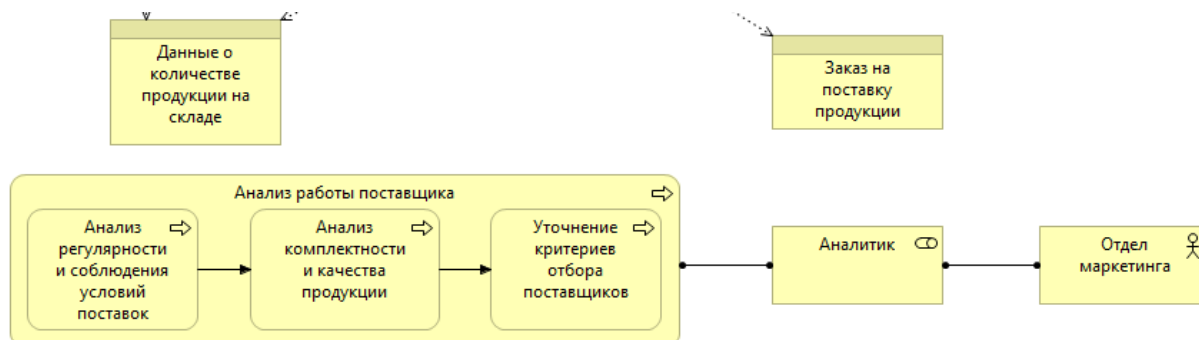 Данные о
количестве
продукции на
складе
Заказ на
поставку
продукции
Анализ работы поставщика
Анализ
регулярности
и соблюдения
условий
поставок
Анализ
комплектности
и качества
продукции
Уточнение
критериев
отбора
поставщиков
Аналитик
Отдел
маркетинга